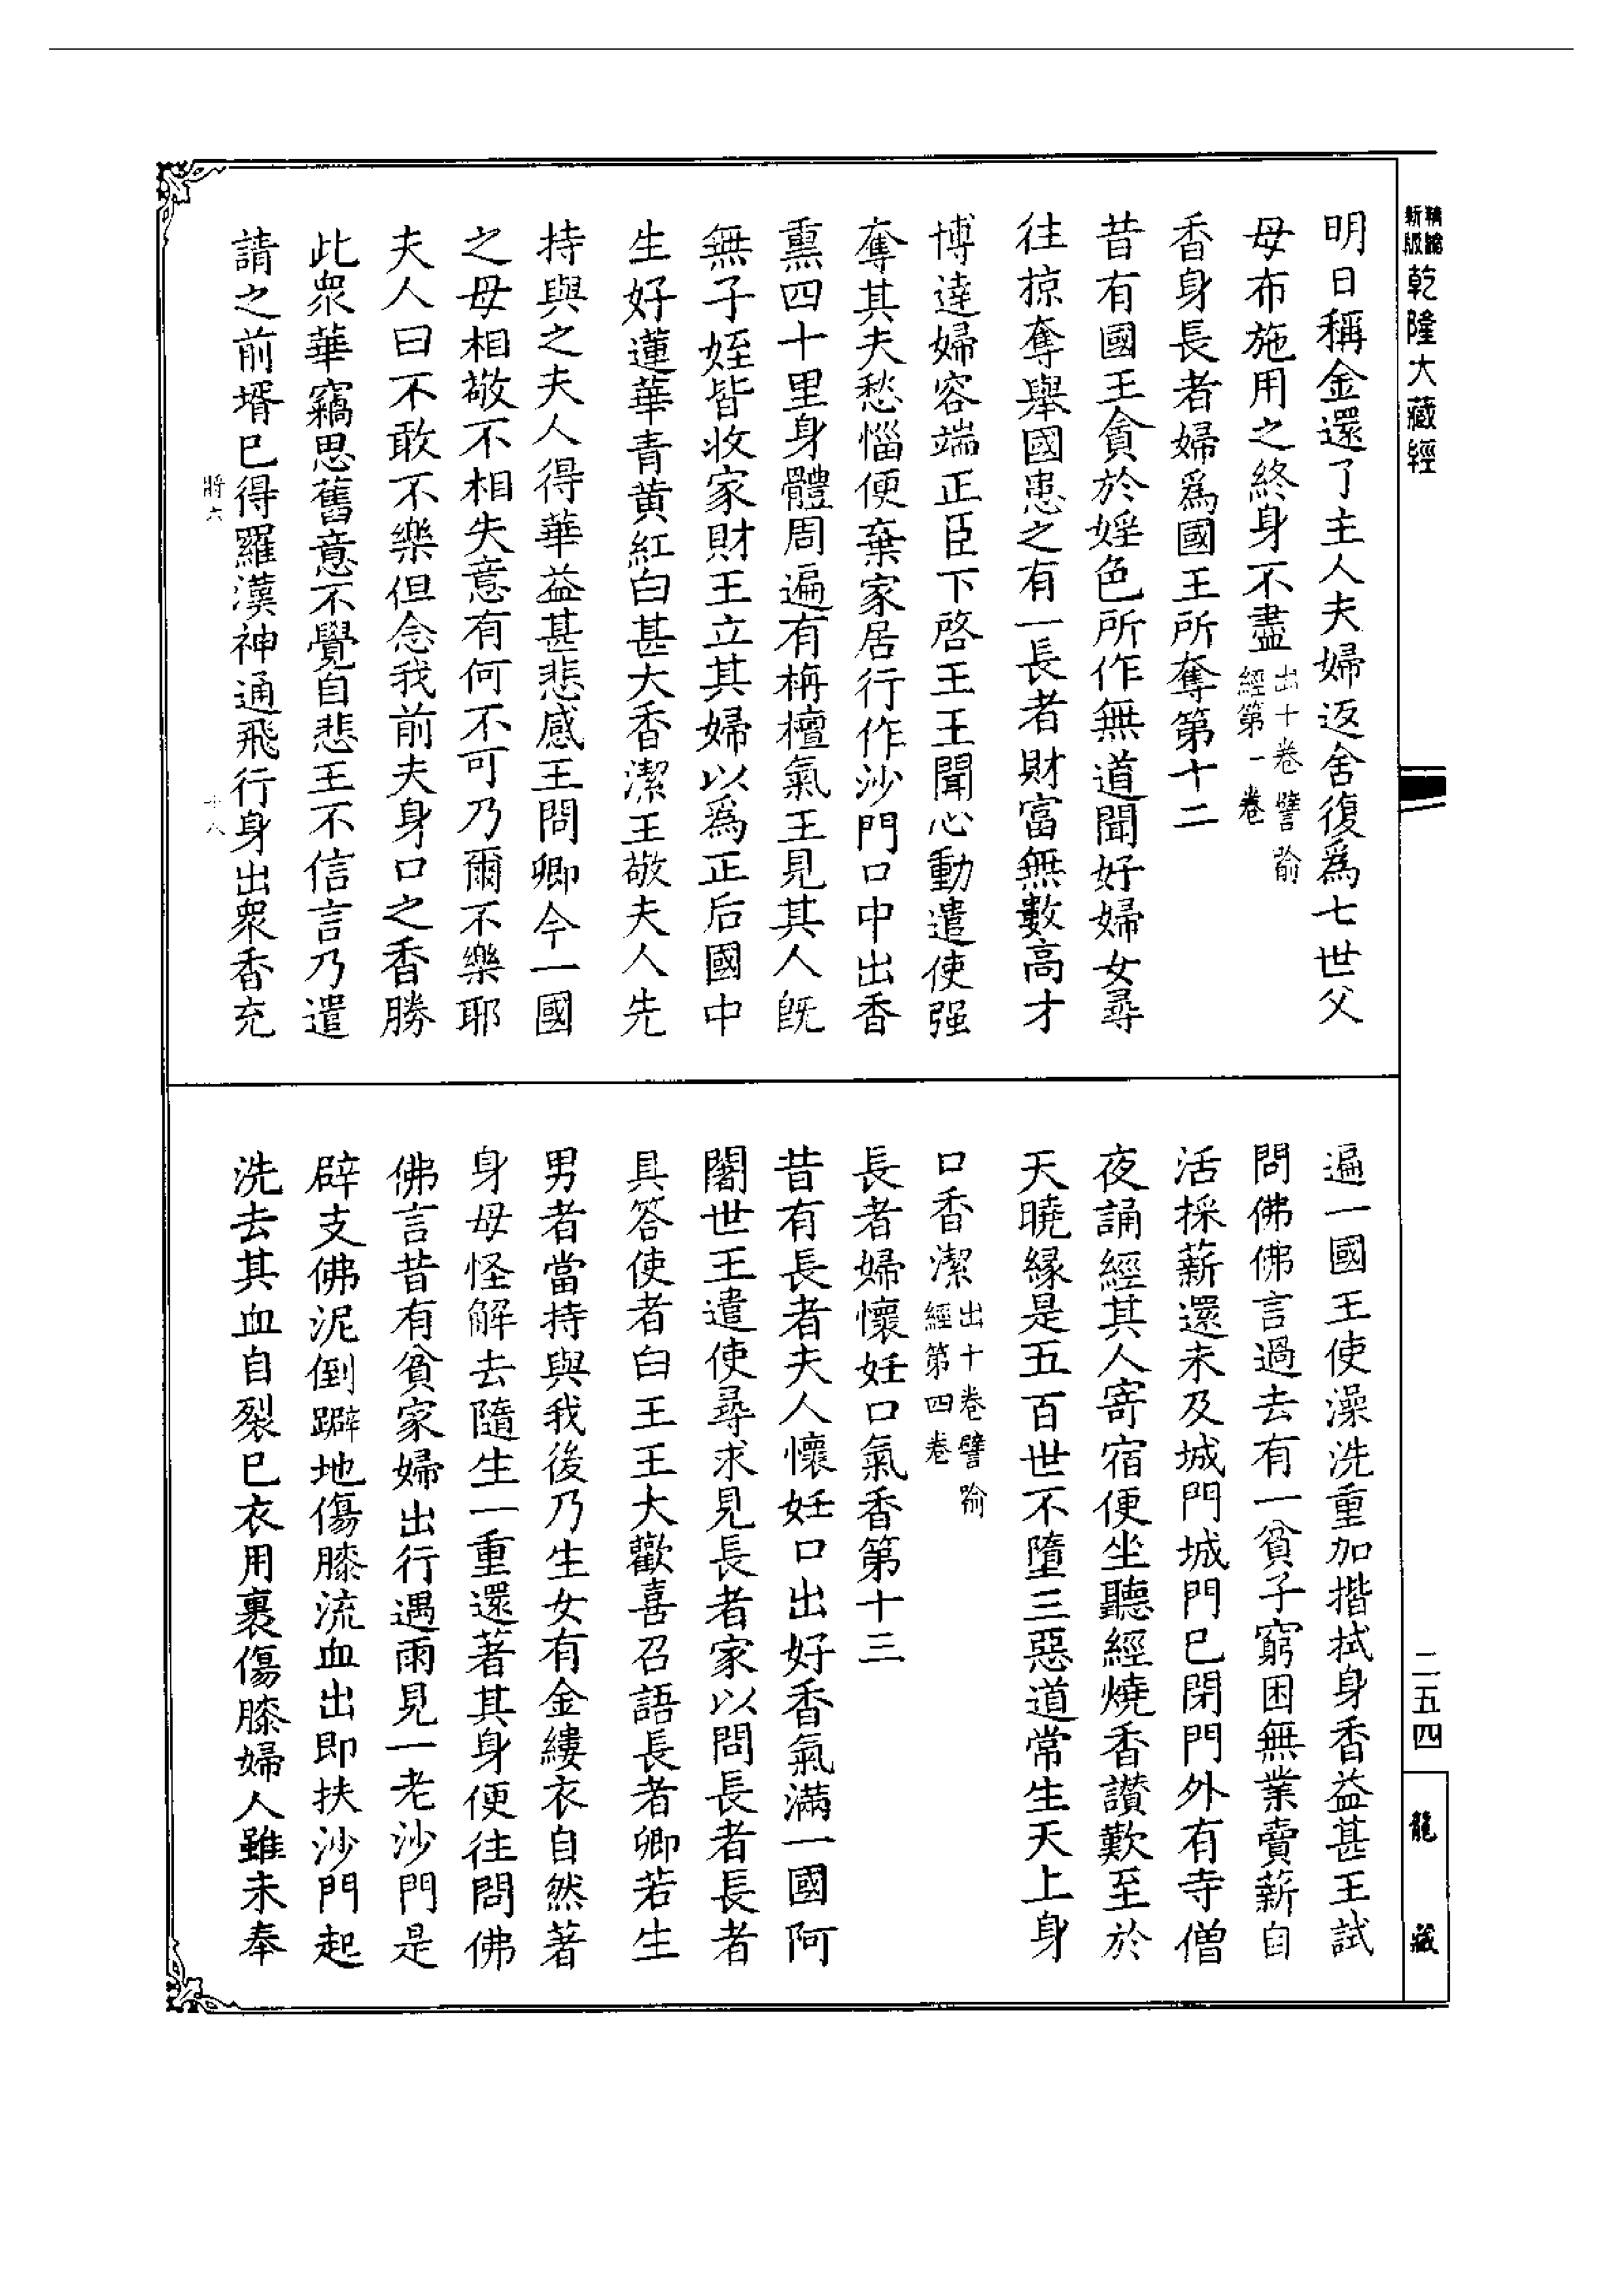 精繕
新版
乾隆大藏經
明日稱金還了主人夫婦返舍復爲七世父
母布施用之終身不盡出十卷譬喻經第一卷
香身長者婦爲國王所奪第十二
昔有國王貪於婬色所作無道聞好婦女尋
往掠奪舉國患之有一長者財富無數高才
博達婦容端正臣下啓王王聞心動遣使强
奪其夫愁惱便棄家居行作沙門口中出香
熏四十里身體周遍有栴檀氣王見其人既
無子姪皆收家財王立其婦以爲正后國中
生好蓮華青黃紅白甚大香潔王敬夫人先
持與之夫人得華益甚悲感王問卿今一國
之母相敬不相失意有何不可乃爾不樂耶
夫人曰不敢不樂但念我前夫身口之香勝
此衆華竊思舊意不覺自悲王不信言乃遣
請之前壻已得羅漢神通飛行身出衆香充
將六
十八
遍一國王使澡洗重加揩拭身香益甚王試
問佛佛言過去有一貧子窮困無業賣薪自
活採薪還未及城門城門已閉門外有寺僧
夜誦經其人寄宿便坐聽經燒香讚歎至於
天曉緣是五百世不墮三惡道常生天上身
口香潔出十卷譬喻經第四卷
長者婦懷妊口氣香第十三
昔有長者夫人懷妊口出好香氣滿一國阿
闍世王遣使尋求見長者家以問長者長者
具答使者白王王大歡喜召語長者卿若生
男者當持與我後乃生女有金縷衣自然著
身母怪解去隨生一重還著其身便往問佛
佛言昔有貧家婦出行遇雨見一老沙門是
辟支佛泥倒躃地傷膝流血出即扶沙門起
洗去其血自裂已衣用裹傷膝婦人雖未奉
二五四
龍藏